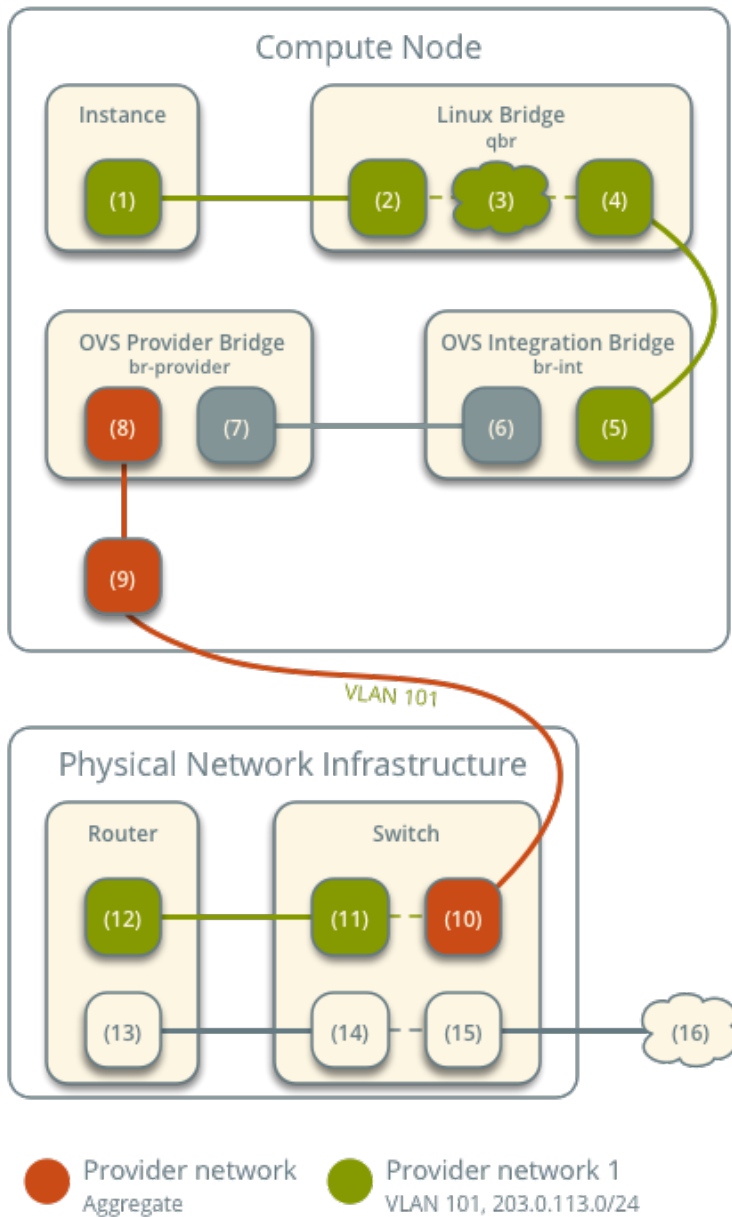 Compute Node
Instance
Linux Bridge
qbr
(1)
(2)
(3)
(4)
OVS Provider Bridge
br-provider
OVS Integration Bridge
br-int
(8)
(7)
(6)
(5)
(9)
VLAN 101
Physical Network Infrastructure
Router
Switch
(12)
(11)
(10)
(13)
(14)
(15)
(16)
Provider network
Aggregate
Provider network 1
VLAN 101, 203.0.113.0/24